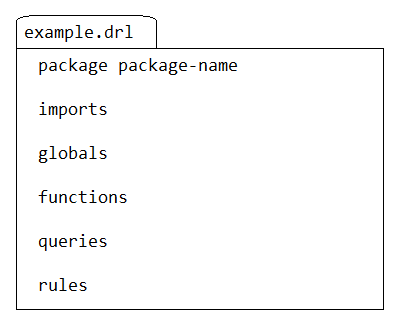 example.drl
package package-name
imports
globals
functions
queries
rules